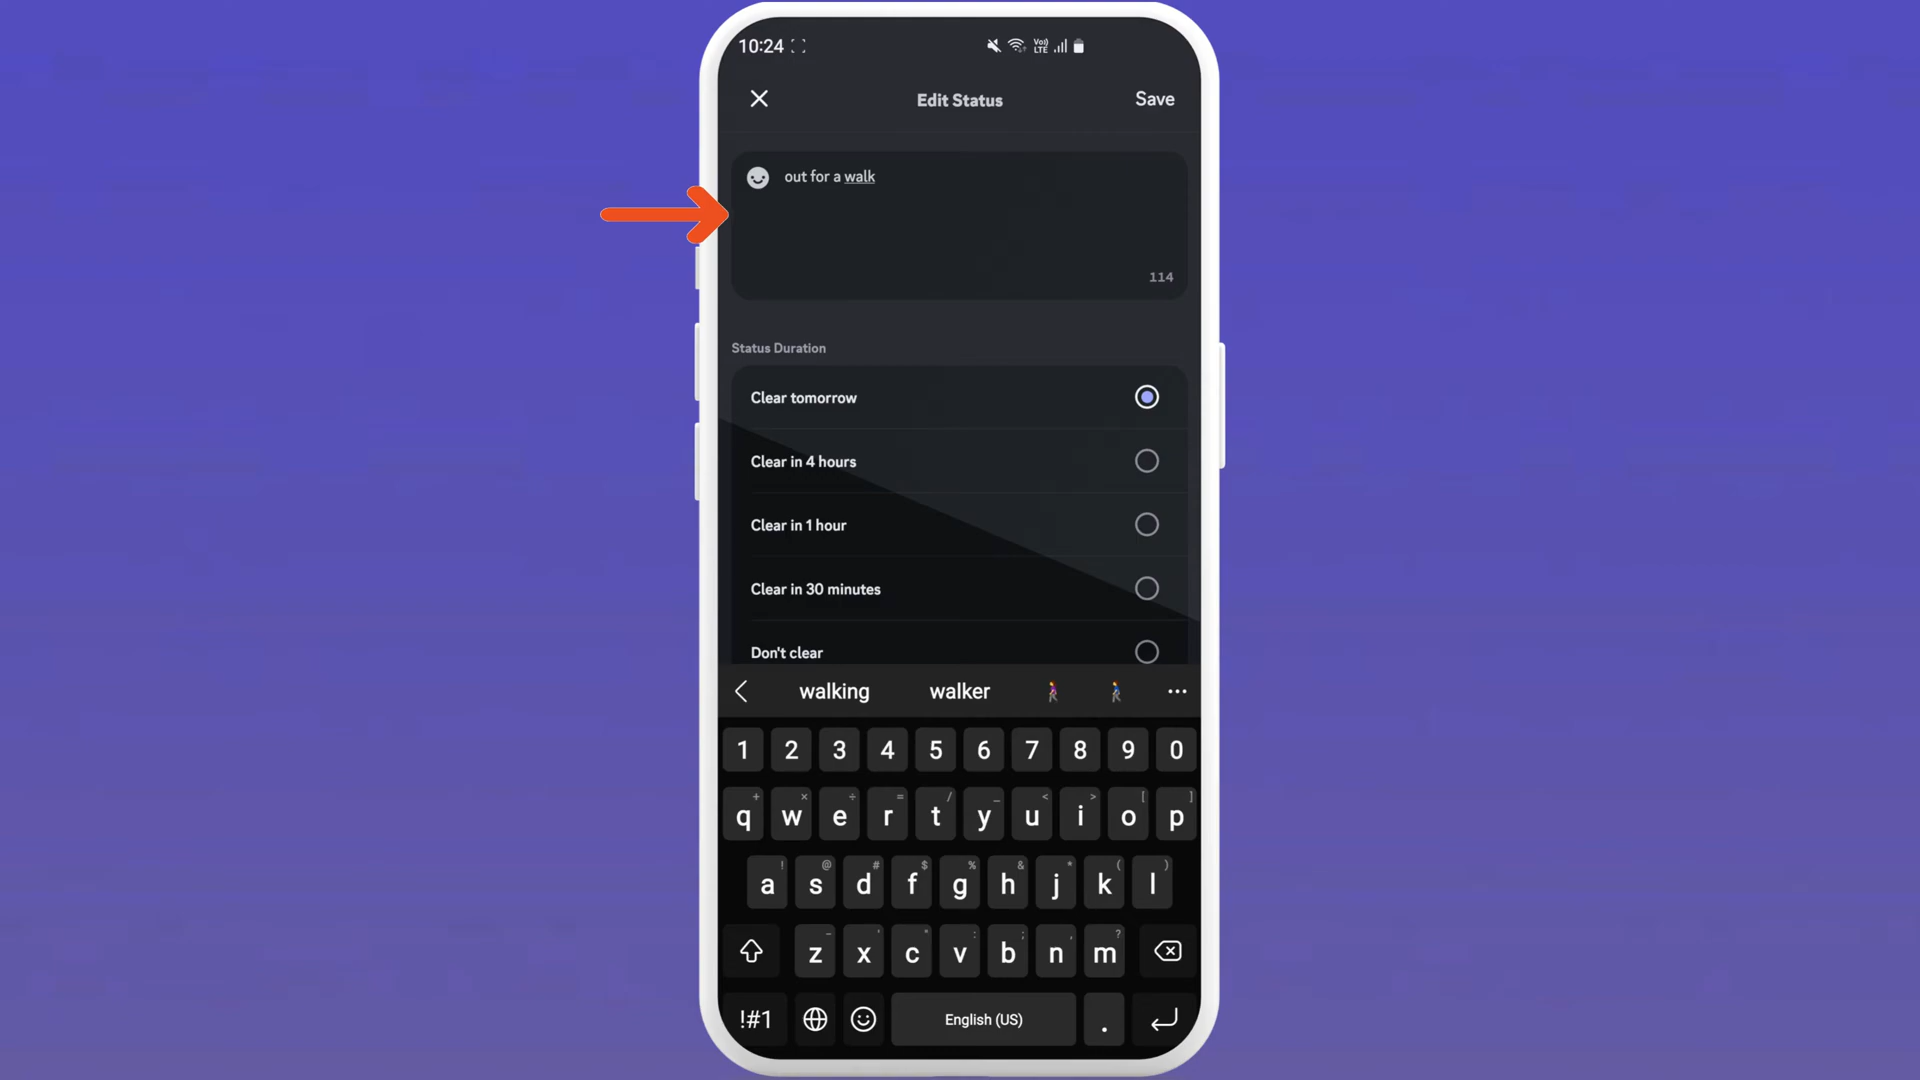 10:24 Vo)) LTE
Edit Status Save
out for a walk
114
Status Duration
Clear tomorrow
Clear in 4 hours
Clear in 1 hour
Clear in 30 minutes
Don't clear
walking walker
1 2 3 4 5 6 7 8 9 0
+ × ÷ = / _ < > [ ]
q w e r t y u i o p
! @ # $ % & * ( )
a s d f g h j k l
- ' " : ; , ?
z x c v b n m
!#1 English (US) .